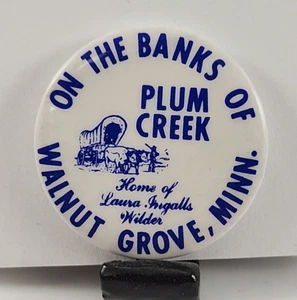 ON THE BANKS OF
PLUM
CREEK
Home of
Laura Ingalls
Wilder
WALNUT GROVE, MINN.